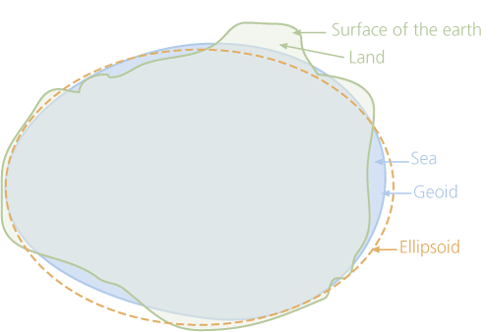 Surface of the earth
Land
Sea
Geoid
Ellipsoid